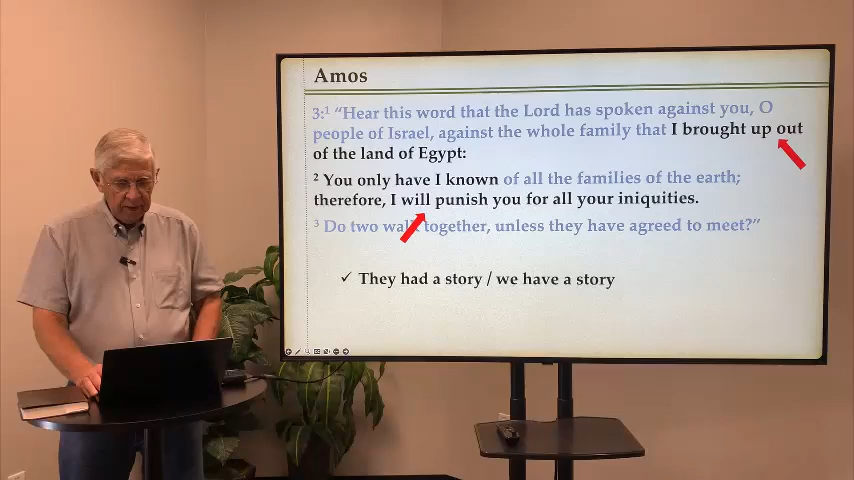 Amos
3:1 “Hear this word that the Lord has spoken against you, O
people of Israel, against the whole family that I brought up out
of the land of Egypt:
2 You only have I known of all the families of the earth;
therefore, I will punish you for all your iniquities.
3 Do two walk together, unless they have agreed to meet?”
✓ They had a story / we have a story